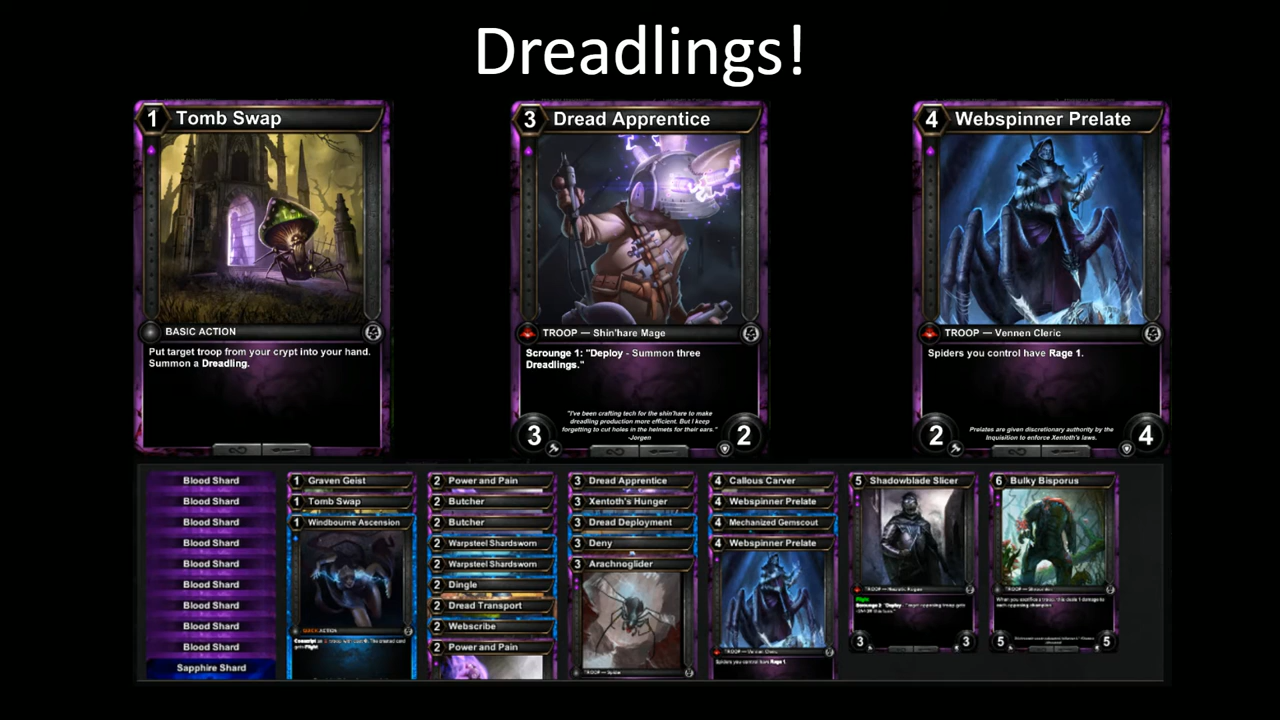 Dreadlings!
1 Tomb Swap
BASIC ACTION
Put target troop from your crypt into your hand.
Summon a Dreadling.
3 Dread Apprentice
TROOP — Shin'hare Mage
Scrounge 1: "Deploy - Summon three
Dreadlings."
"I've been crafting tech for the shin'hare to make
dreadling production more efficient. But I keep
forgetting to cut holes in the helmets for their ears."
-Jorgen
3 2
4 Webspinner Prelate
TROOP — Vennen Cleric
Spiders you control have Rage 1.
Prelates are given discretionary authority by the
Inquisition to enforce Xentoth's laws.
2 4
Blood Shard
Blood Shard
Blood Shard
Blood Shard
Blood Shard
Blood Shard
Blood Shard
Blood Shard
Blood Shard
Sapphire Shard
1 Graven Geist
1 Tomb Swap
1 Windbourne Ascension
2 Power and Pain
2 Butcher
2 Butcher
2 Warpsteel Shardsworn
2 Warpsteel Shardsworn
2 Dingle
2 Dread Transport
2 Webscribe
2 Power and Pain
3 Dread Apprentice
3 Xentoth's Hunger
3 Dread Deployment
3 Deny
3 Arachnoglider
TROOP — Spider
4 Callous Carver
4 Webspinner Prelate
4 Mechanized Gemscout
4 Webspinner Prelate
TROOP — Vennen Cleric
Spiders you control have Rage 1.
5 Shadowblade Slicer
Flight
3 3
6 Bulky Bisporus
5 5